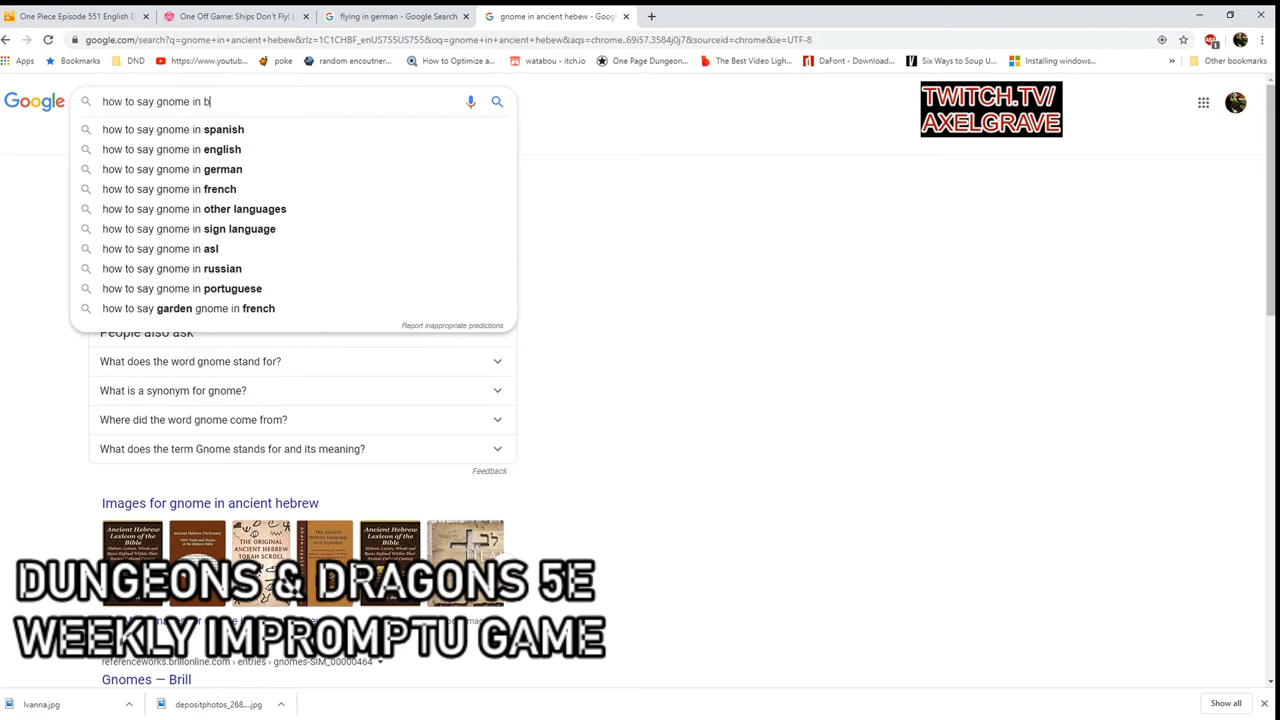 One Piece Episode 551 English D
One Off Game: Ships Don't Fly! |
flying in german - Google Search
gnome in ancient hebew - Goog
google.com/search?q=gnome+in+ancient+hebew&rlz=1C1CHBF_enUS755US755&oq=gnome+in+ancient+hebew&aqs=chrome..69i57.3584j0j7&sourceid=chrome&ie=UTF-8
Apps
Bookmarks
DND
https://www.youtub...
poke
random encoutner...
How to Optimize a...
watabou - itch.io
One Page Dungeon...
The Best Video Ligh...
DaFont - Download...
Six Ways to Soup U...
Installing windows...
»
Other bookmarks
Google
how to say gnome in b
TWITCH.TV/
AXELGRAVE
how to say gnome in spanish
how to say gnome in english
how to say gnome in german
how to say gnome in french
how to say gnome in other languages
how to say gnome in sign language
how to say gnome in asl
how to say gnome in russian
how to say gnome in portuguese
how to say garden gnome in french
Report inappropriate predictions
People also ask
What does the word gnome stand for?
What is a synonym for gnome?
Where did the word gnome come from?
What does the term Gnome stands for and its meaning?
Feedback
Images for gnome in ancient hebrew
DUNGEONS & DRAGONS 5E
WEEKLY IMPROMPTU GAME
referenceworks.brillonline.com › entries › gnomes-SIM_00000464
Gnomes — Brill
Ivanna.jpg
depositphotos_268....jpg
Show all